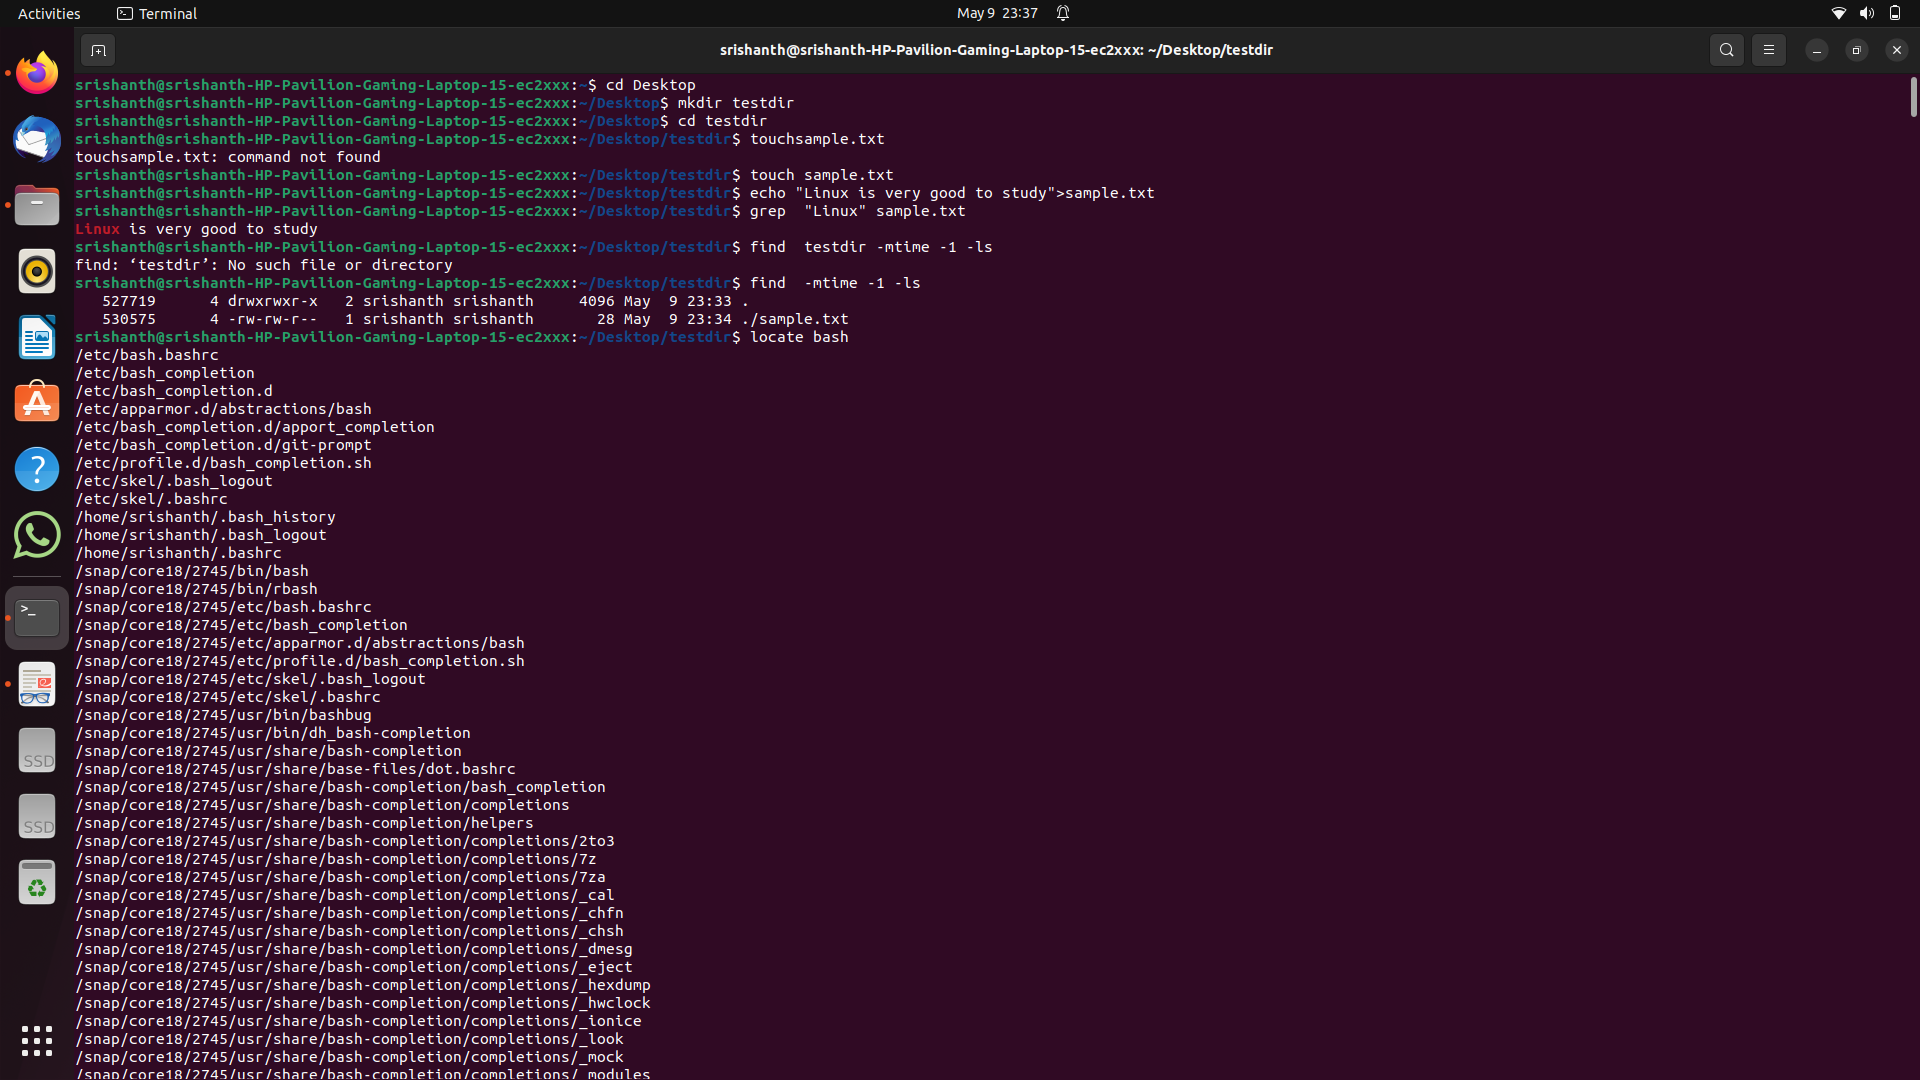 Activities Terminal May 9 23:37
srishanth@srishanth-HP-Pavilion-Gaming-Laptop-15-ec2xxx: ~/Desktop/testdir
srishanth@srishanth-HP-Pavilion-Gaming-Laptop-15-ec2xxx:~$ cd Desktop
srishanth@srishanth-HP-Pavilion-Gaming-Laptop-15-ec2xxx:~/Desktop$ mkdir testdir
srishanth@srishanth-HP-Pavilion-Gaming-Laptop-15-ec2xxx:~/Desktop$ cd testdir
srishanth@srishanth-HP-Pavilion-Gaming-Laptop-15-ec2xxx:~/Desktop/testdir$ touchsample.txt
touchsample.txt: command not found
srishanth@srishanth-HP-Pavilion-Gaming-Laptop-15-ec2xxx:~/Desktop/testdir$ touch sample.txt
srishanth@srishanth-HP-Pavilion-Gaming-Laptop-15-ec2xxx:~/Desktop/testdir$ echo "Linux is very good to study">sample.txt
srishanth@srishanth-HP-Pavilion-Gaming-Laptop-15-ec2xxx:~/Desktop/testdir$ grep  "Linux" sample.txt
Linux is very good to study
srishanth@srishanth-HP-Pavilion-Gaming-Laptop-15-ec2xxx:~/Desktop/testdir$ find  testdir -mtime -1 -ls
find: ‘testdir’: No such file or directory
srishanth@srishanth-HP-Pavilion-Gaming-Laptop-15-ec2xxx:~/Desktop/testdir$ find  -mtime -1 -ls
   527719      4 drwxrwxr-x   2 srishanth srishanth     4096 May  9 23:33 .
   530575      4 -rw-rw-r--   1 srishanth srishanth       28 May  9 23:34 ./sample.txt
srishanth@srishanth-HP-Pavilion-Gaming-Laptop-15-ec2xxx:~/Desktop/testdir$ locate bash
/etc/bash.bashrc
/etc/bash_completion
/etc/bash_completion.d
/etc/apparmor.d/abstractions/bash
/etc/bash_completion.d/apport_completion
/etc/bash_completion.d/git-prompt
/etc/profile.d/bash_completion.sh
/etc/skel/.bash_logout
/etc/skel/.bashrc
/home/srishanth/.bash_history
/home/srishanth/.bash_logout
/home/srishanth/.bashrc
/snap/core18/2745/bin/bash
/snap/core18/2745/bin/rbash
/snap/core18/2745/etc/bash.bashrc
/snap/core18/2745/etc/bash_completion
/snap/core18/2745/etc/apparmor.d/abstractions/bash
/snap/core18/2745/etc/profile.d/bash_completion.sh
/snap/core18/2745/etc/skel/.bash_logout
/snap/core18/2745/etc/skel/.bashrc
/snap/core18/2745/usr/bin/bashbug
/snap/core18/2745/usr/bin/dh_bash-completion
/snap/core18/2745/usr/share/bash-completion
/snap/core18/2745/usr/share/base-files/dot.bashrc
/snap/core18/2745/usr/share/bash-completion/bash_completion
/snap/core18/2745/usr/share/bash-completion/completions
/snap/core18/2745/usr/share/bash-completion/helpers
/snap/core18/2745/usr/share/bash-completion/completions/2to3
/snap/core18/2745/usr/share/bash-completion/completions/7z
/snap/core18/2745/usr/share/bash-completion/completions/7za
/snap/core18/2745/usr/share/bash-completion/completions/_cal
/snap/core18/2745/usr/share/bash-completion/completions/_chfn
/snap/core18/2745/usr/share/bash-completion/completions/_chsh
/snap/core18/2745/usr/share/bash-completion/completions/_dmesg
/snap/core18/2745/usr/share/bash-completion/completions/_eject
/snap/core18/2745/usr/share/bash-completion/completions/_hexdump
/snap/core18/2745/usr/share/bash-completion/completions/_hwclock
/snap/core18/2745/usr/share/bash-completion/completions/_ionice
/snap/core18/2745/usr/share/bash-completion/completions/_look
/snap/core18/2745/usr/share/bash-completion/completions/_mock
/snap/core18/2745/usr/share/bash-completion/completions/_modules
SSD
SSD